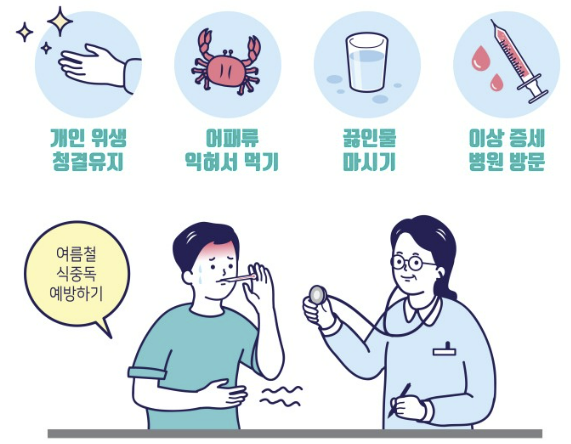 개인 위생
청결유지
어패류
익혀서 먹기
끓인물
마시기
이상 증세
병원 방문
여름철
식중독
예방하기